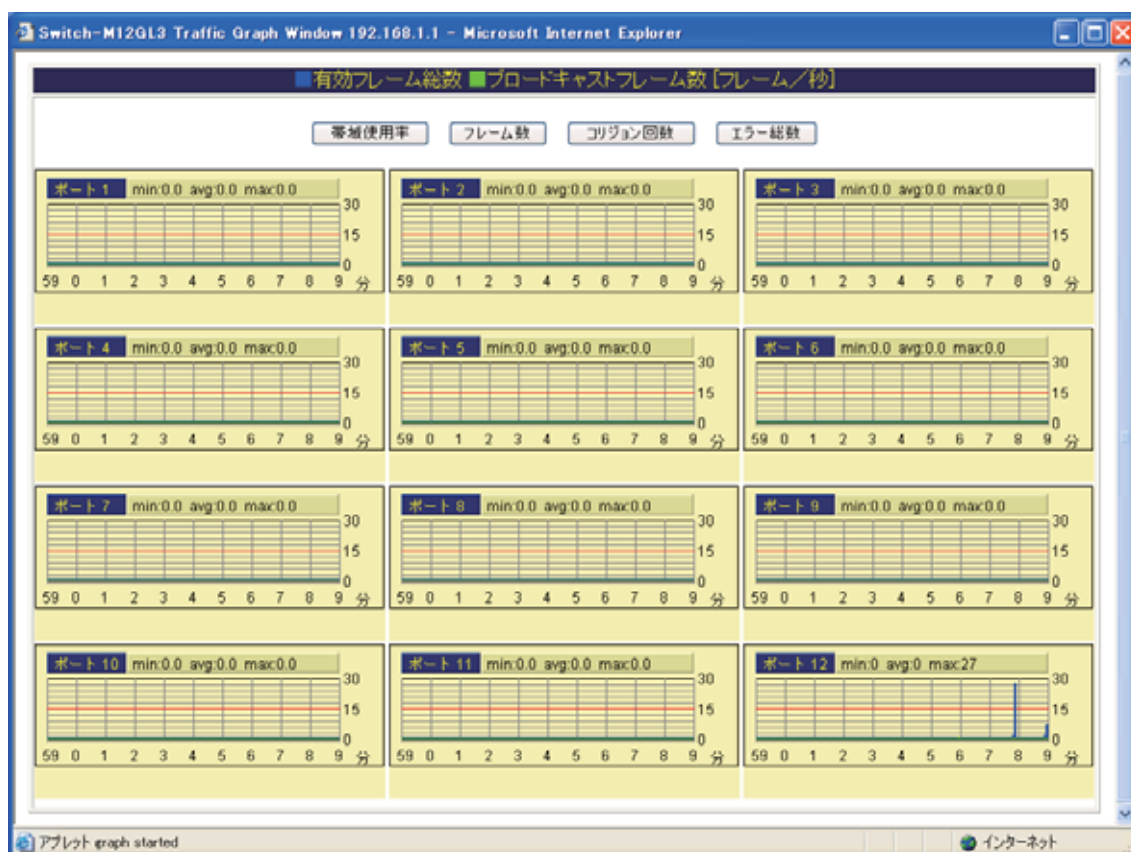 Switch-M12GL3 Traffic Graph Window 192.168.1.1 - Microsoft Internet Explorer
■有効フレーム総数 ■ブロードキャストフレーム数 [フレーム／秒]
帯域使用率 フレーム数 コリジョン回数 エラー総数
ポート 1 min:0.0 avg:0.0 max:0.0
30
15
0
59 0 1 2 3 4 5 6 7 8 9 分
ポート 2 min:0.0 avg:0.0 max:0.0
30
15
0
59 0 1 2 3 4 5 6 7 8 9 分
ポート 3 min:0.0 avg:0.0 max:0.0
30
15
0
59 0 1 2 3 4 5 6 7 8 9 分
ポート 4 min:0.0 avg:0.0 max:0.0
30
15
0
59 0 1 2 3 4 5 6 7 8 9 分
ポート 5 min:0.0 avg:0.0 max:0.0
30
15
0
59 0 1 2 3 4 5 6 7 8 9 分
ポート 6 min:0.0 avg:0.0 max:0.0
30
15
0
59 0 1 2 3 4 5 6 7 8 9 分
ポート 7 min:0.0 avg:0.0 max:0.0
30
15
0
59 0 1 2 3 4 5 6 7 8 9 分
ポート 8 min:0.0 avg:0.0 max:0.0
30
15
0
59 0 1 2 3 4 5 6 7 8 9 分
ポート 9 min:0.0 avg:0.0 max:0.0
30
15
0
59 0 1 2 3 4 5 6 7 8 9 分
ポート 10 min:0.0 avg:0.0 max:0.0
30
15
0
59 0 1 2 3 4 5 6 7 8 9 分
ポート 11 min:0.0 avg:0.0 max:0.0
30
15
0
59 0 1 2 3 4 5 6 7 8 9 分
ポート 12 min:0 avg:0 max:27
30
15
0
59 0 1 2 3 4 5 6 7 8 9 分
アプレット graph started インターネット